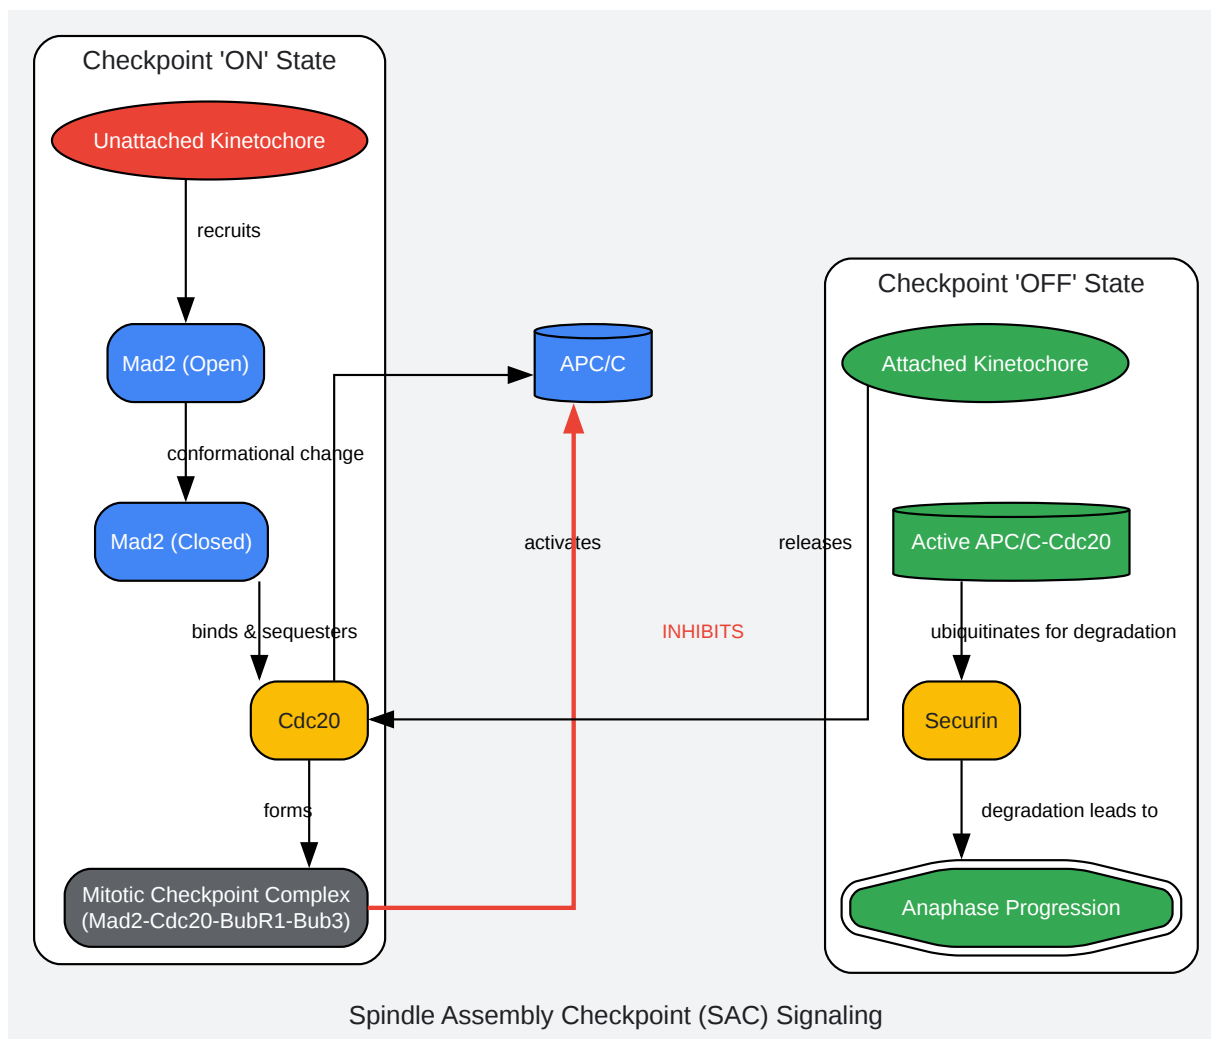 Checkpoint 'ON' State
Unattached Kinetochore
recruits
Mad2 (Open)
conformational change
Mad2 (Closed)
binds & sequesters
Cdc20
forms
Mitotic Checkpoint Complex
(Mad2-Cdc20-BubR1-Bub3)
APC/C
activates
INHIBITS
Checkpoint 'OFF' State
Attached Kinetochore
releases
Active APC/C-Cdc20
ubiquitinates for degradation
Securin
degradation leads to
Anaphase Progression
Spindle Assembly Checkpoint (SAC) Signaling